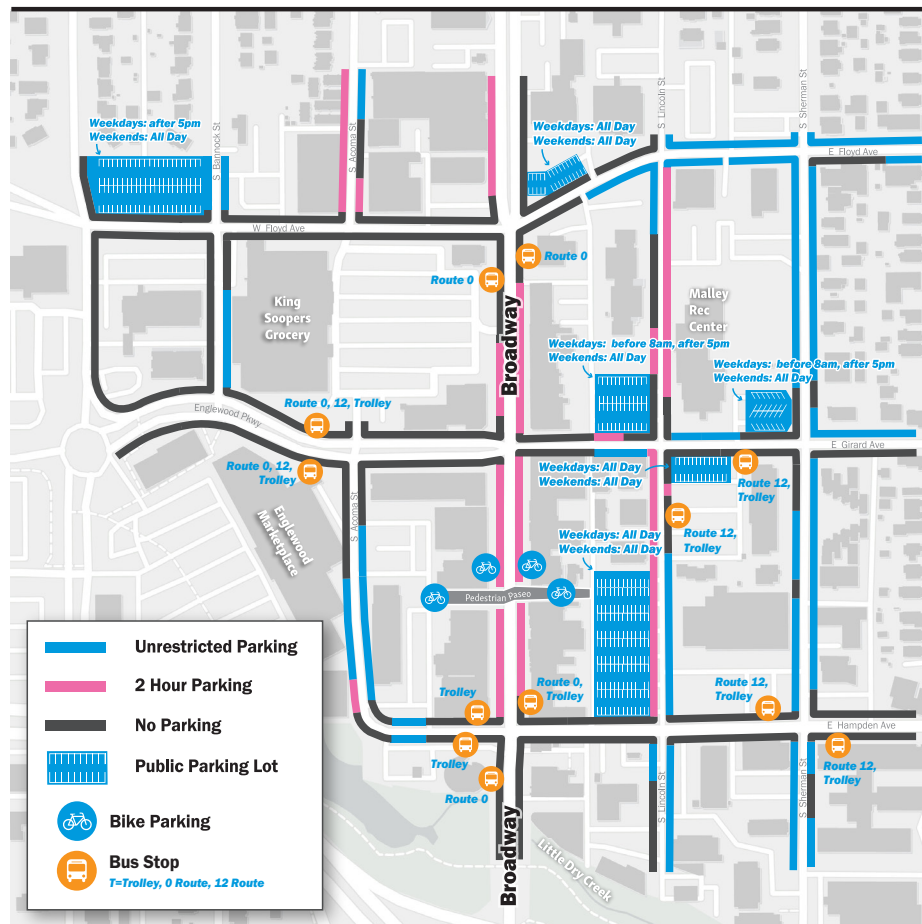 S Bannock St
S Acoma St
S Lincoln St
S Sherman St
Weekdays: after 5pm
Weekends: All Day
Weekdays: All Day
Weekends: All Day
E Floyd Ave
W Floyd Ave
Route 0
Route 0
King
Soopers
Grocery
Broadway
Malley
Rec
Center
Weekdays: before 8am, after 5pm
Weekends: All Day
Weekdays: before 8am, after 5pm
Weekends: All Day
Route 0, 12, Trolley
Englewood Pkwy
E Girard Ave
Route 0, 12,
Trolley
Weekdays: All Day
Weekends: All Day
Route 12,
Trolley
S Acoma St
Englewood
Marketplace
Route 12,
Trolley
Weekdays: All Day
Weekends: All Day
Pedestrian Paseo
Unrestricted Parking
2 Hour Parking
No Parking
Public Parking Lot
Bike Parking
Bus Stop
T=Trolley, 0 Route, 12 Route
Trolley
Route 0,
Trolley
Route 12,
Trolley
E Hampden Ave
Trolley
Route 0
Route 12,
Trolley
S Lincoln St
S Sherman St
Broadway
Little Dry Creek